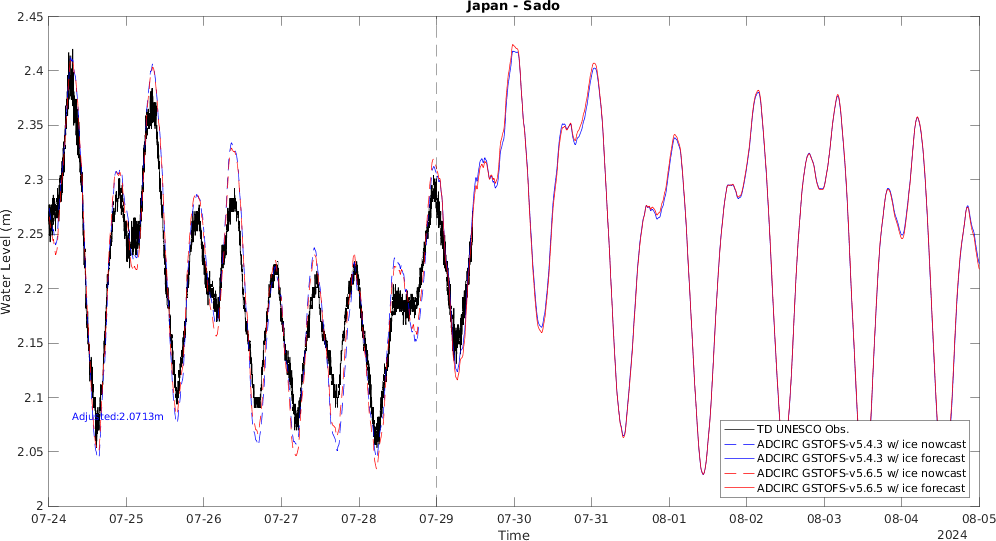 Japan - Sado
2.45
2.4
2.35
2.3
2.25
2.2
2.15
2.1
2.05
2
Water Level (m)
Adjusted:2.0713m
TD UNESCO Obs.
ADCIRC GSTOFS-v5.4.3 w/ ice nowcast
ADCIRC GSTOFS-v5.4.3 w/ ice forecast
ADCIRC GSTOFS-v5.6.5 w/ ice nowcast
ADCIRC GSTOFS-v5.6.5 w/ ice forecast
07-24 07-25 07-26 07-27 07-28 07-29 07-30 07-31 08-01 08-02 08-03 08-04 08-05
Time
2024